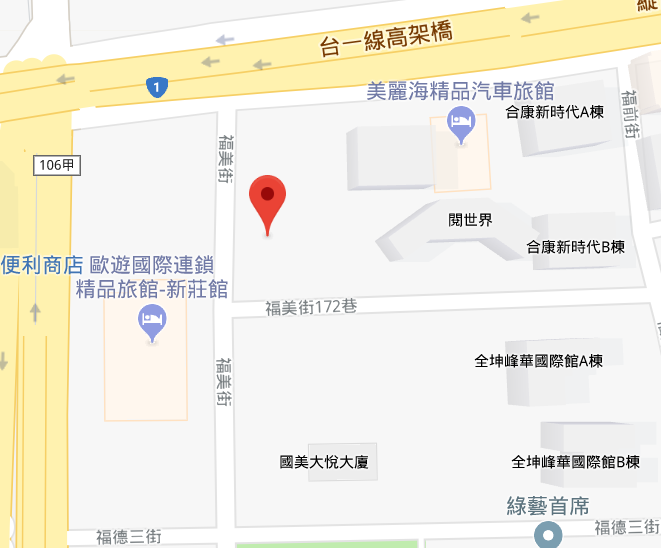 縱
台一線高架橋
1
美麗海精品汽車旅館
合康新時代A棟
福前街
福美街
106甲
閱世界
合康新時代B棟
便利商店
歐遊國際連鎖
精品旅館-新莊館
福美街172巷
福美街
全坤峰華國際館A棟
國美大悅大廈
全坤峰華國際館B棟
綠藝首席
福德三街
福德三街